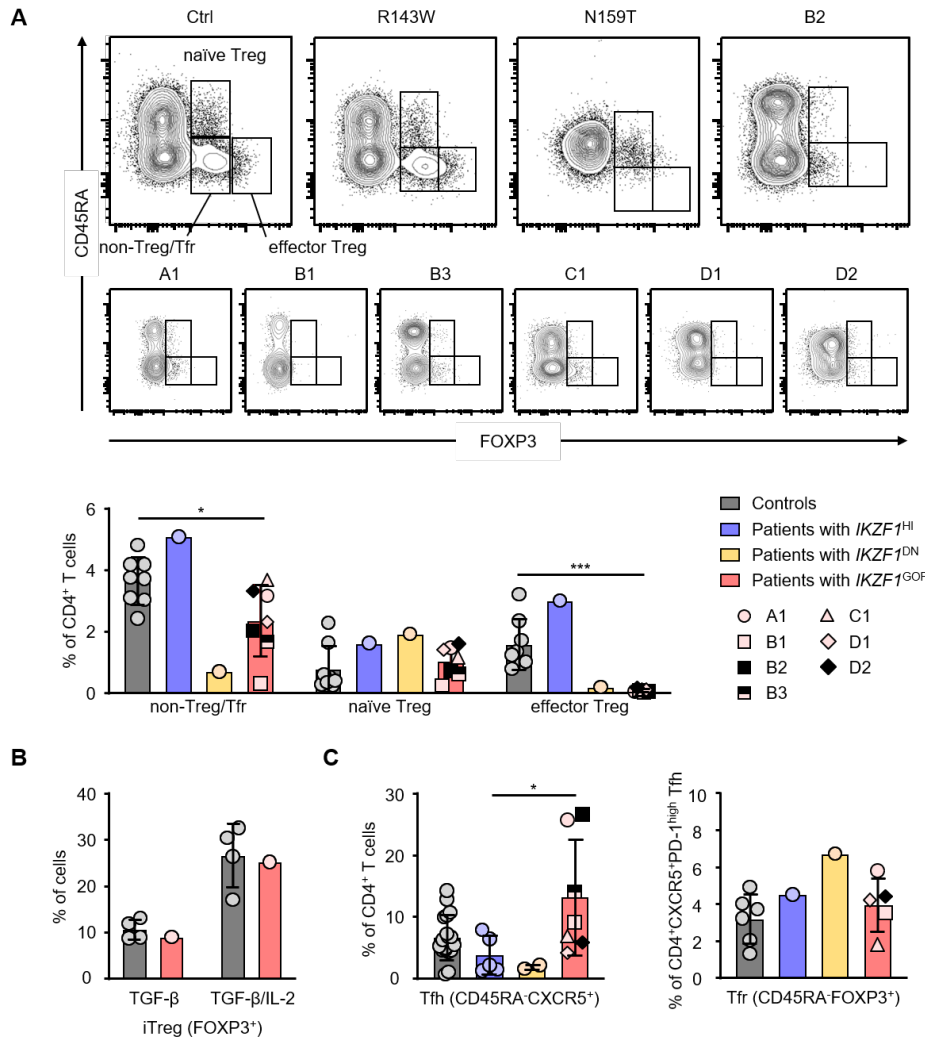 A
Ctrl R143W N159T B2
naïve Treg
CD45RA
non-Treg/Tfr effector Treg
A1 B1 B3 C1 D1 D2
FOXP3
% of CD4⁺ T cells
6
4
2
0
* ***
non-Treg/Tfr naïve Treg effector Treg
Controls
Patients with IKZF1ᴴᴵ
Patients with IKZF1ᴰᴺ
Patients with IKZF1ᴳᴼᶠ
A1 C1
B1 D1
B2 D2
B3
B
% of cells
40
30
20
10
0
TGF-β TGF-β/IL-2
iTreg (FOXP3⁺)
C
% of CD4⁺ T cells
30
20
10
0
*
Tfh (CD45RA⁻CXCR5⁺)
% of CD4⁺CXCR5⁺PD-1ʰⁱᵍʰ Tfh
10
8
6
4
2
0
Tfr (CD45RA⁻FOXP3⁺)